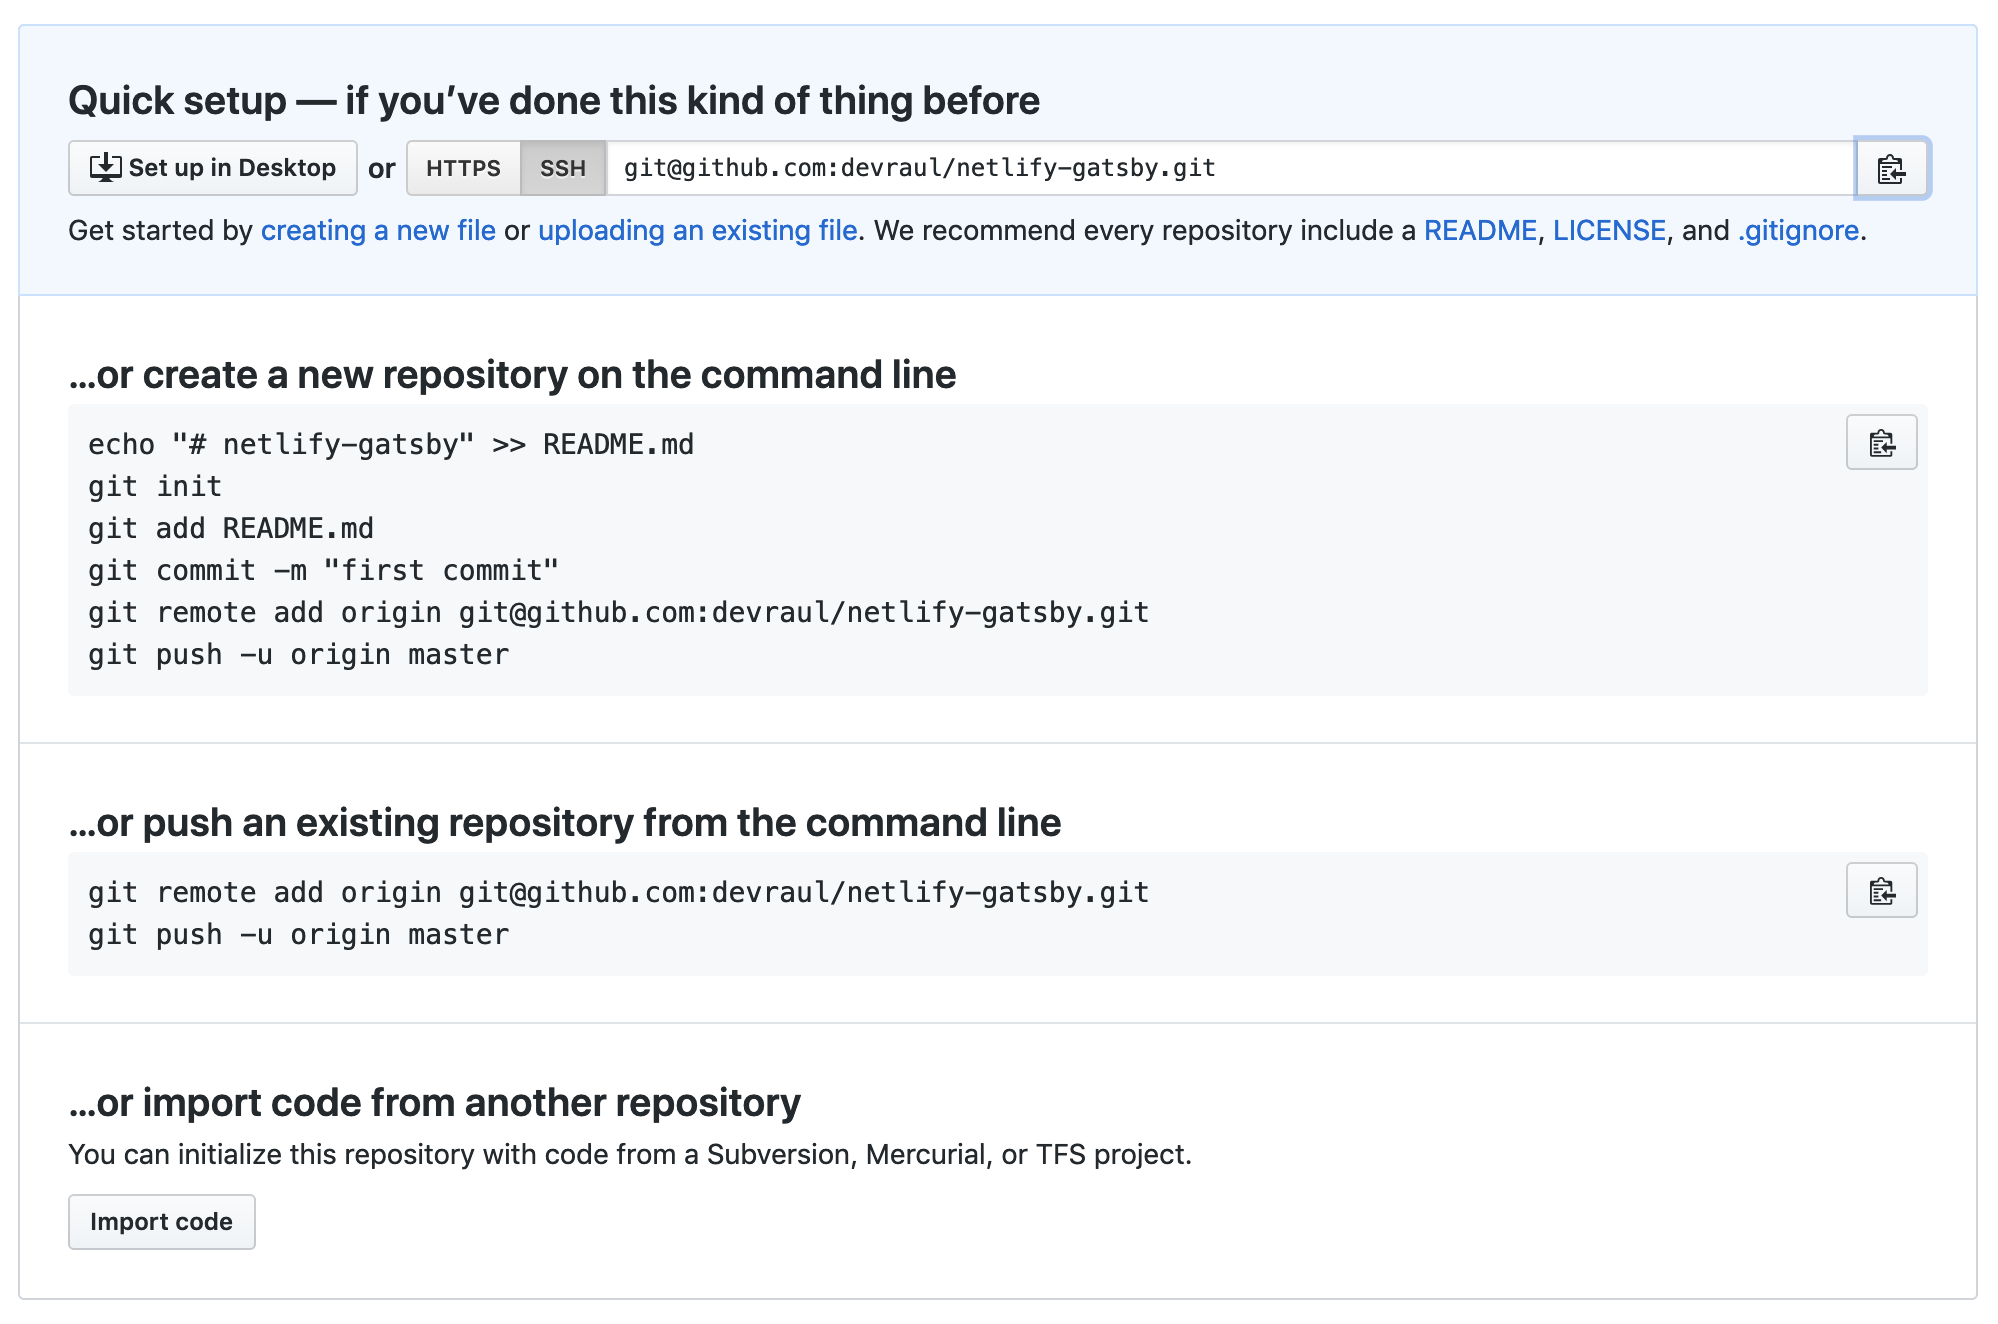 Quick setup — if you’ve done this kind of thing before
Set up in Desktop or HTTPS SSH git@github.com:devraul/netlify-gatsby.git
Get started by creating a new file or uploading an existing file. We recommend every repository include a README, LICENSE, and .gitignore.
…or create a new repository on the command line
echo "# netlify-gatsby" >> README.md
git init
git add README.md
git commit -m "first commit"
git remote add origin git@github.com:devraul/netlify-gatsby.git
git push -u origin master
…or push an existing repository from the command line
git remote add origin git@github.com:devraul/netlify-gatsby.git
git push -u origin master
…or import code from another repository
You can initialize this repository with code from a Subversion, Mercurial, or TFS project.
Import code